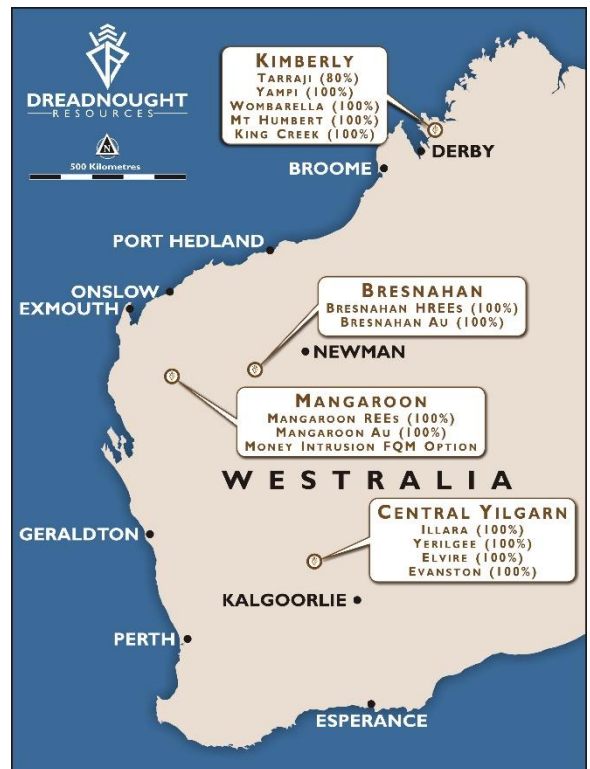 DREADNOUGHT
RESOURCES
N
500 Kilometres
KIMBERLY
TARRAJI (80%)
YAMPI (100%)
WOMBARELLA (100%)
MT HUMBERT (100%)
KING CREEK (100%)
DERBY
BROOME
PORT HEDLAND
ONSLOW
EXMOUTH
BRESNAHAN
BRESNAHAN HREES (100%)
BRESNAHAN AU (100%)
NEWMAN
MANGAROON
MANGAROON REES (100%)
MANGAROON AU (100%)
MONEY INTRUSION FQM OPTION
WESTRALIA
CENTRAL YILGARN
ILLARA (100%)
YERILGEE (100%)
ELVIRE (100%)
EVANSTON (100%)
GERALDTON
KALGOORLIE
PERTH
ESPERANCE